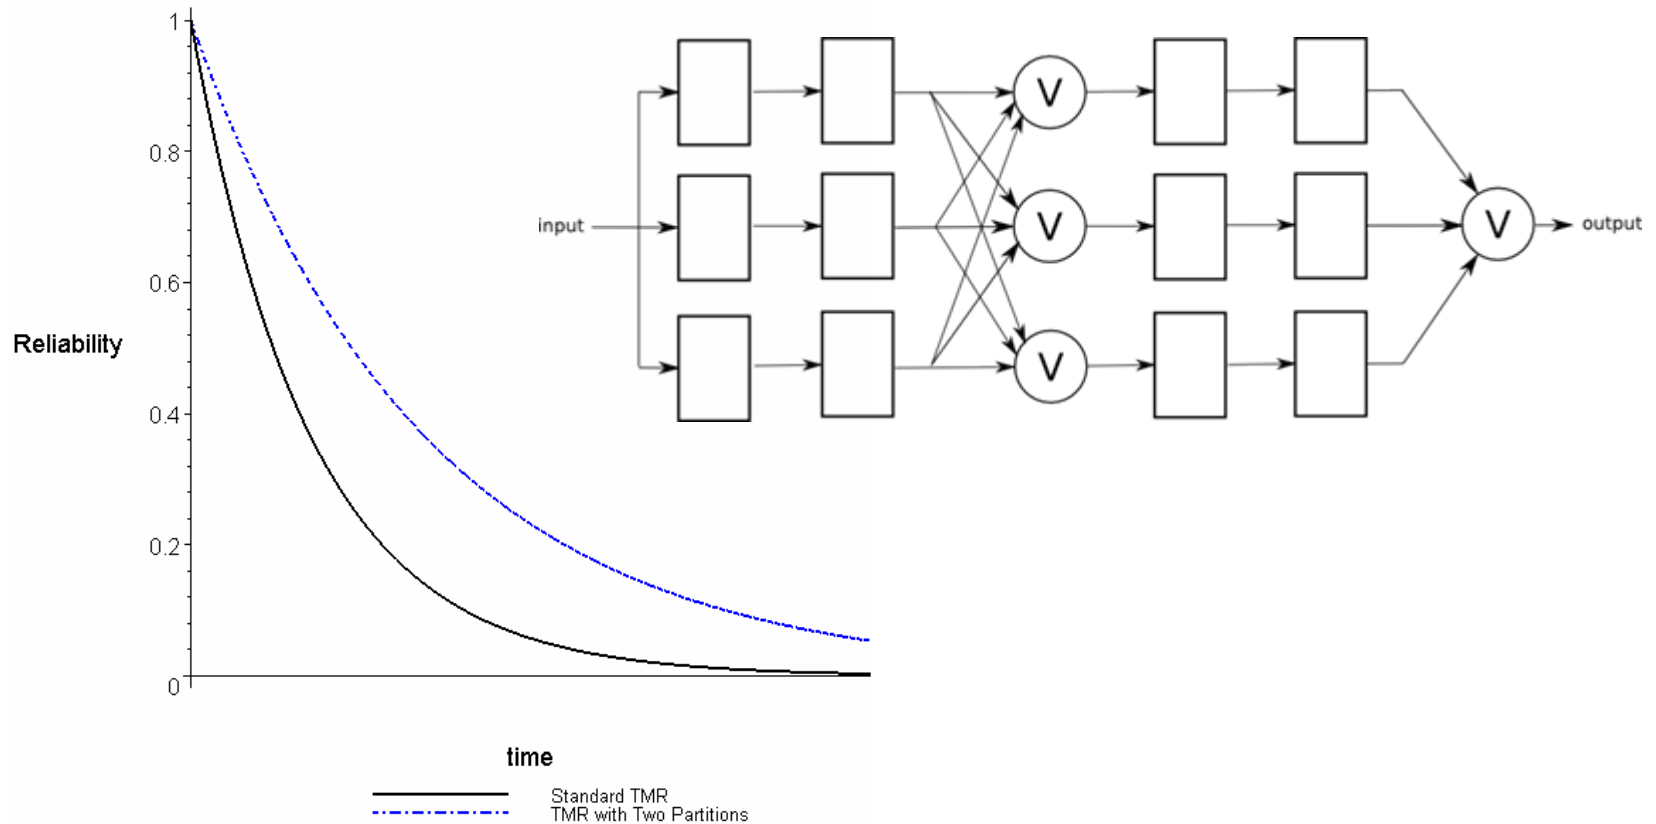 1
0.8
0.6
0.4
0.2
0
Reliability
time
Standard TMR
TMR with Two Partitions
input
V
V
V
V
output